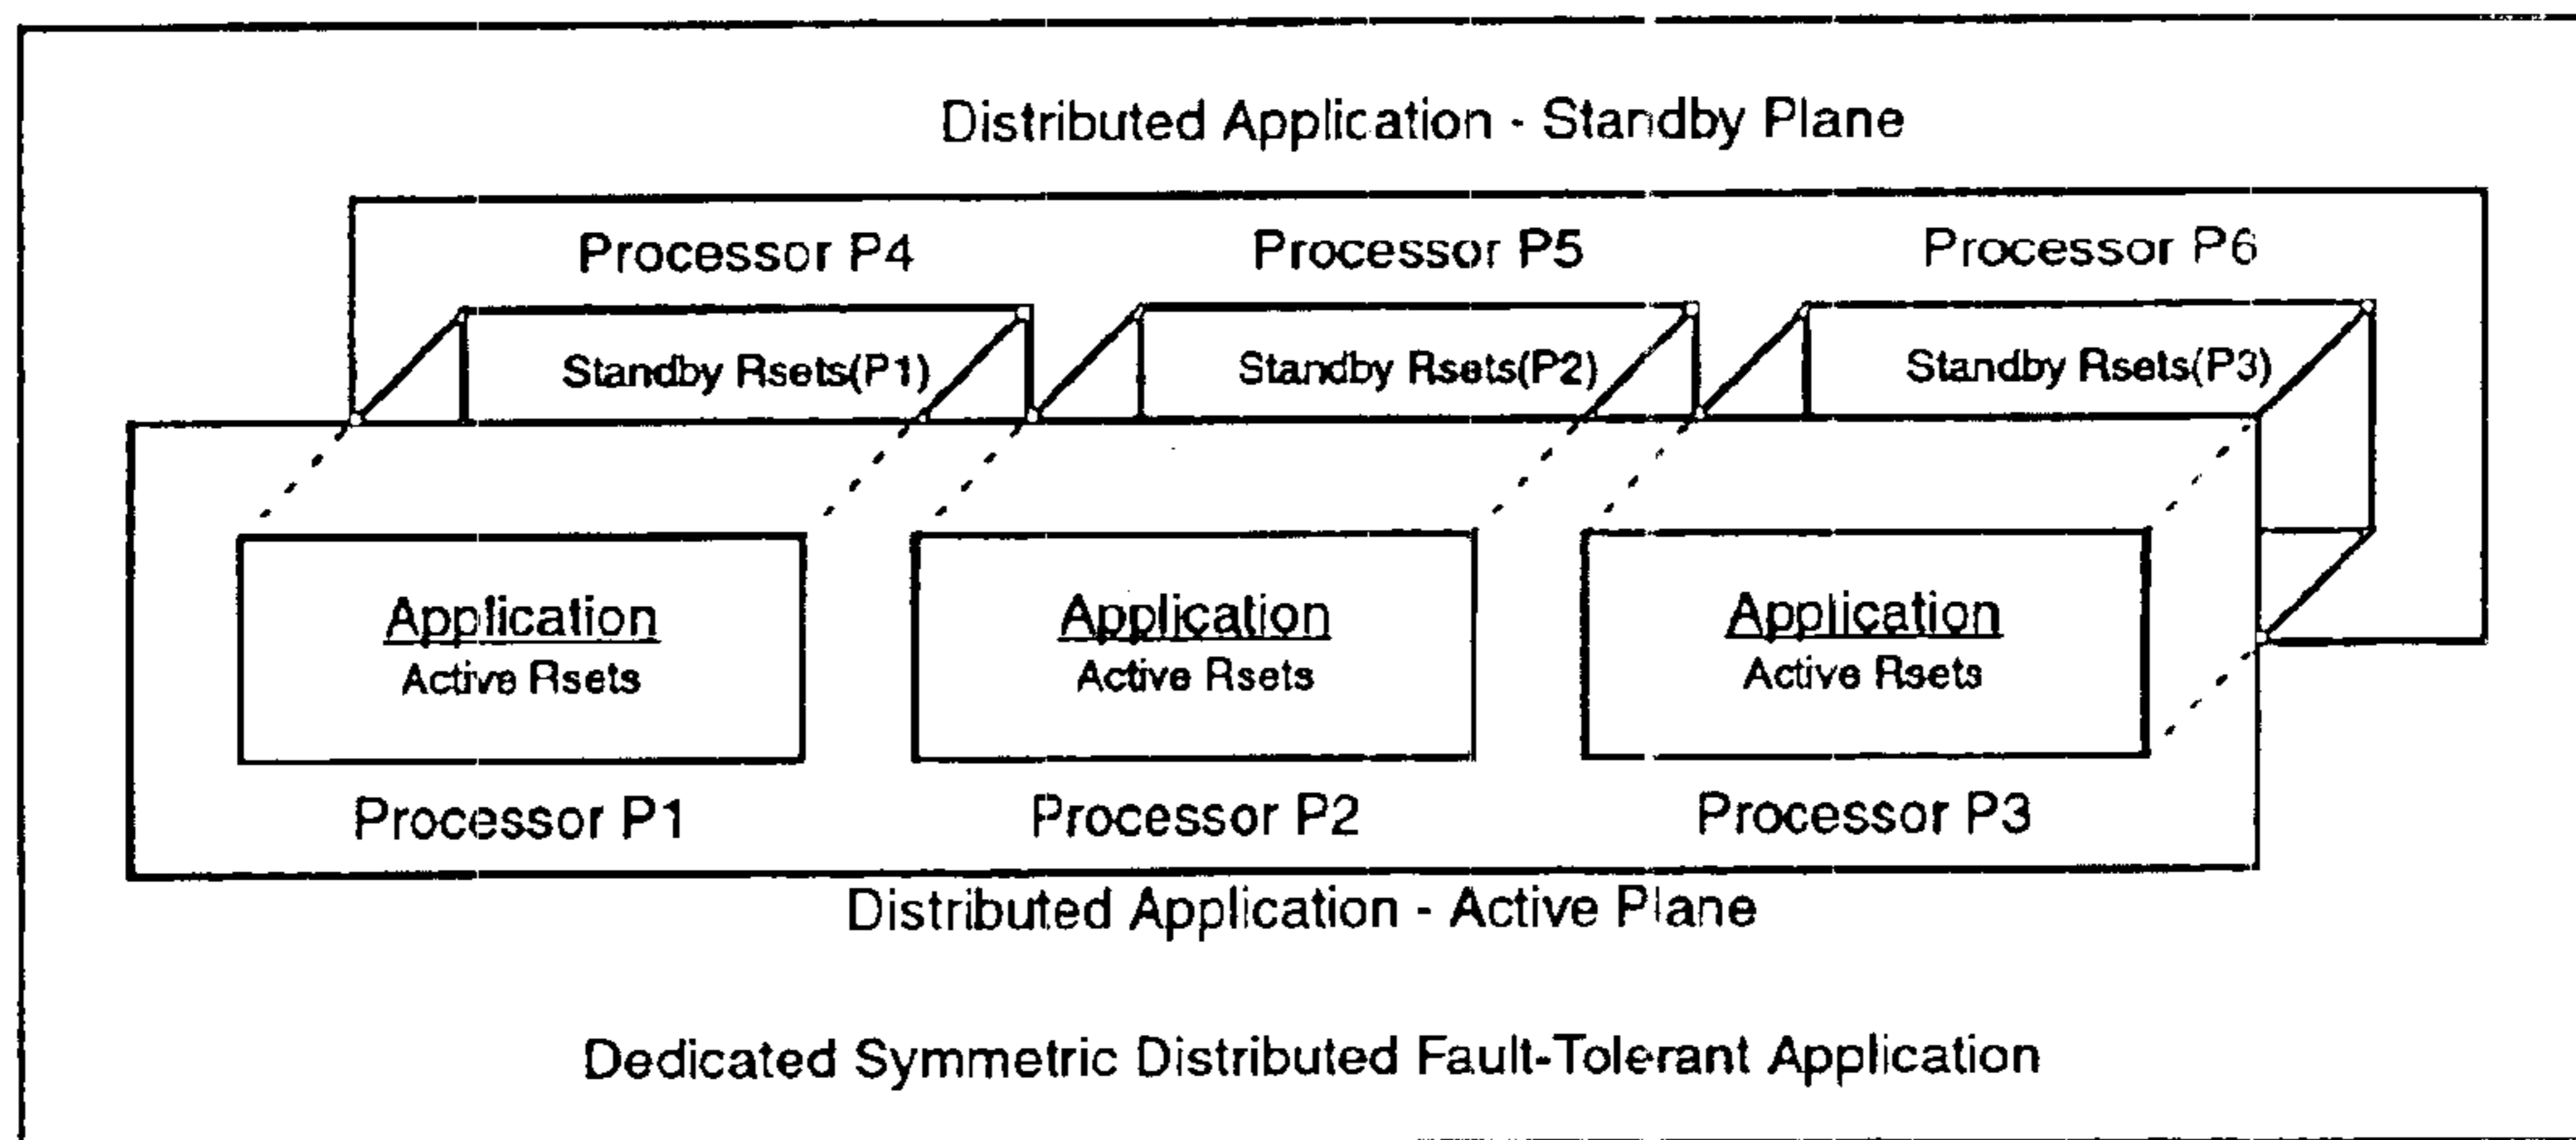 Distributed Application - Standby Plane
Processor P4
Processor P5
Processor P6
Standby Rsets(P1)
Standby Rsets(P2)
Standby Rsets(P3)
Application
Active Rsets
Application
Active Rsets
Application
Active Rsets
Processor P1
Processor P2
Processor P3
Distributed Application - Active Plane
Dedicated Symmetric Distributed Fault-Tolerant Application